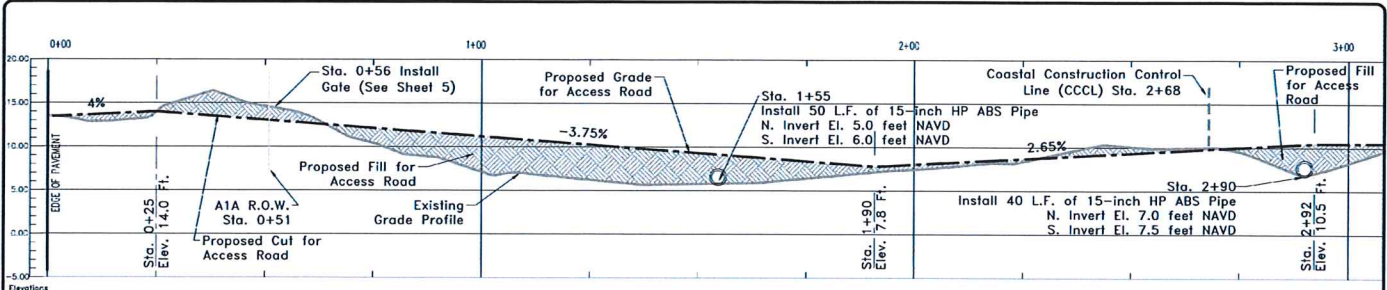 0+00
1+00
2+00
3+00
20.00
15.00
10.00
5.00
0.00
-5.00
EDGE OF PAVEMENT
4%
Sta. 0+25
Elev. 14.0 Ft.
Sta. 0+56 Install
Gate (See Sheet 5)
A1A R.O.W.
Sta. 0+51
Proposed Cut for
Access Road
Proposed Fill for
Access Road
Existing
Grade Profile
Proposed Grade
for Access Road
-3.75%
Sta. 1+55
Install 50 L.F. of 15-inch HP ABS Pipe
N. Invert El. 5.0 feet NAVD
S. Invert El. 6.0 feet NAVD
Sta. 1+90
Elev. 7.8 Ft.
2.65%
Coastal Construction Control
Line (CCCL) Sta. 2+68
Proposed Fill
for Access
Road
Sta. 2+90
Install 40 L.F. of 15-inch HP ABS Pipe
N. Invert El. 7.0 feet NAVD
S. Invert El. 7.5 feet NAVD
Sta. 2+92
Elev. 10.5 Ft.
Elevations